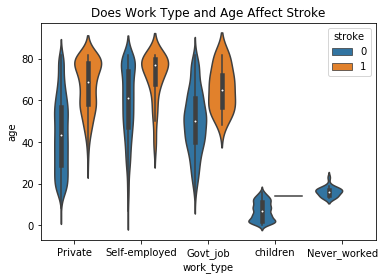 Does Work Type and Age Affect Stroke
stroke
0
1
80
60
40
20
0
age
Private Self-employed Govt_job children Never_worked
work_type